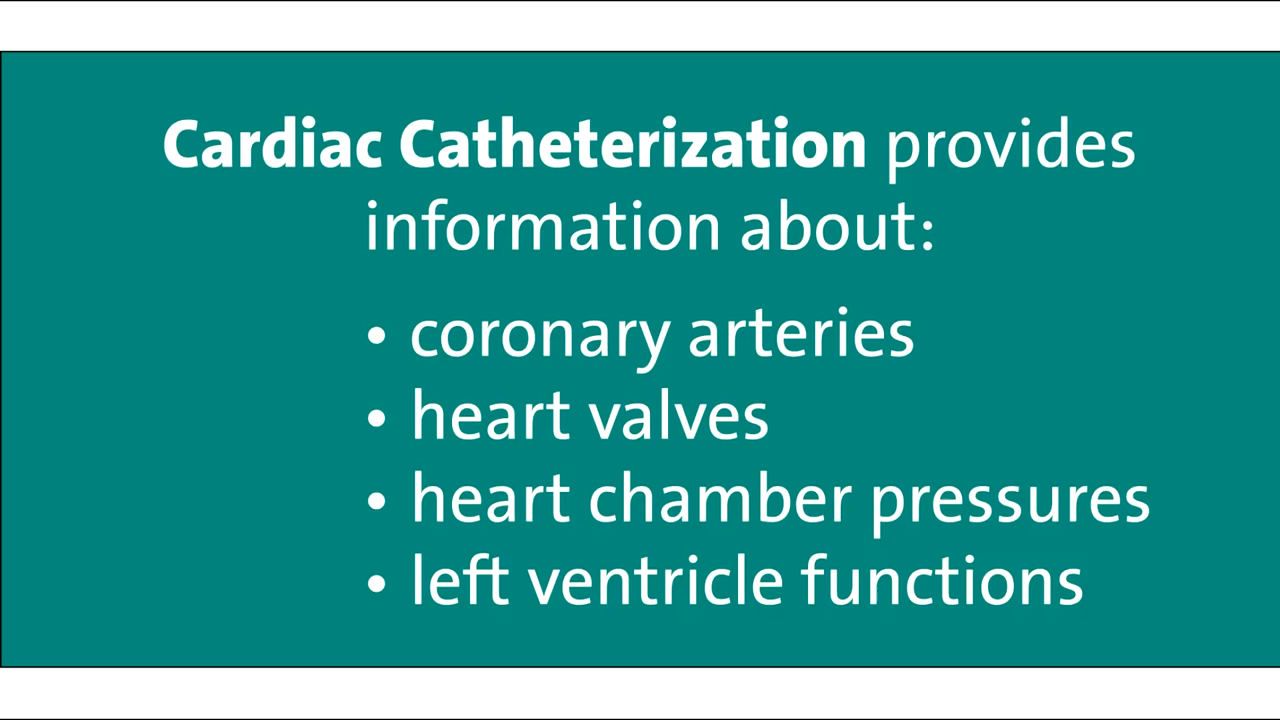 Cardiac Catheterization provides
information about:
• coronary arteries
• heart valves
• heart chamber pressures
• left ventricle functions